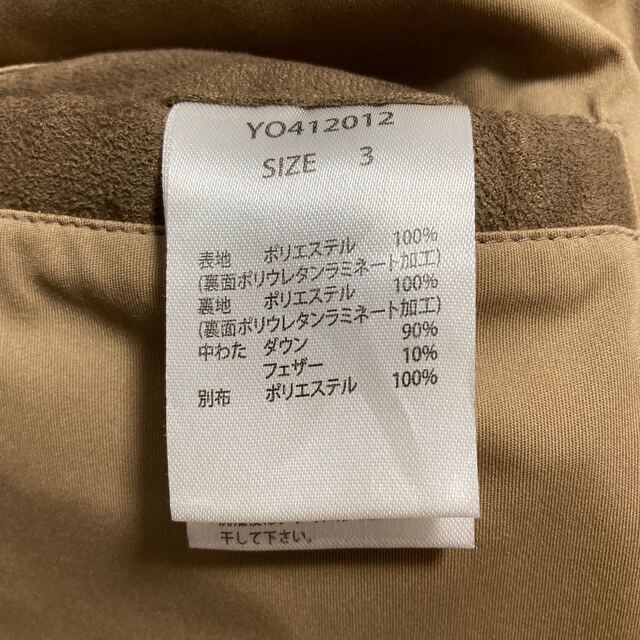 YO412012
SIZE 3
表地 ポリエステル 100%
(裏面ポリウレタンラミネート加工)
裏地 ポリエステル 100%
(裏面ポリウレタンラミネート加工)
中わた ダウン 90%
フェザー 10%
別布 ポリエステル 100%
干して下さい。